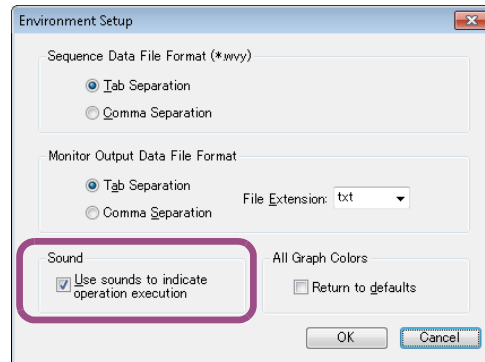 Environment Setup
Sequence Data File Format (*.wvy)
Tab Separation
Comma Separation
Monitor Output Data File Format
Tab Separation
Comma Separation
File Extension: txt
Sound
Use sounds to indicate
operation execution
All Graph Colors
Return to defaults
OK
Cancel